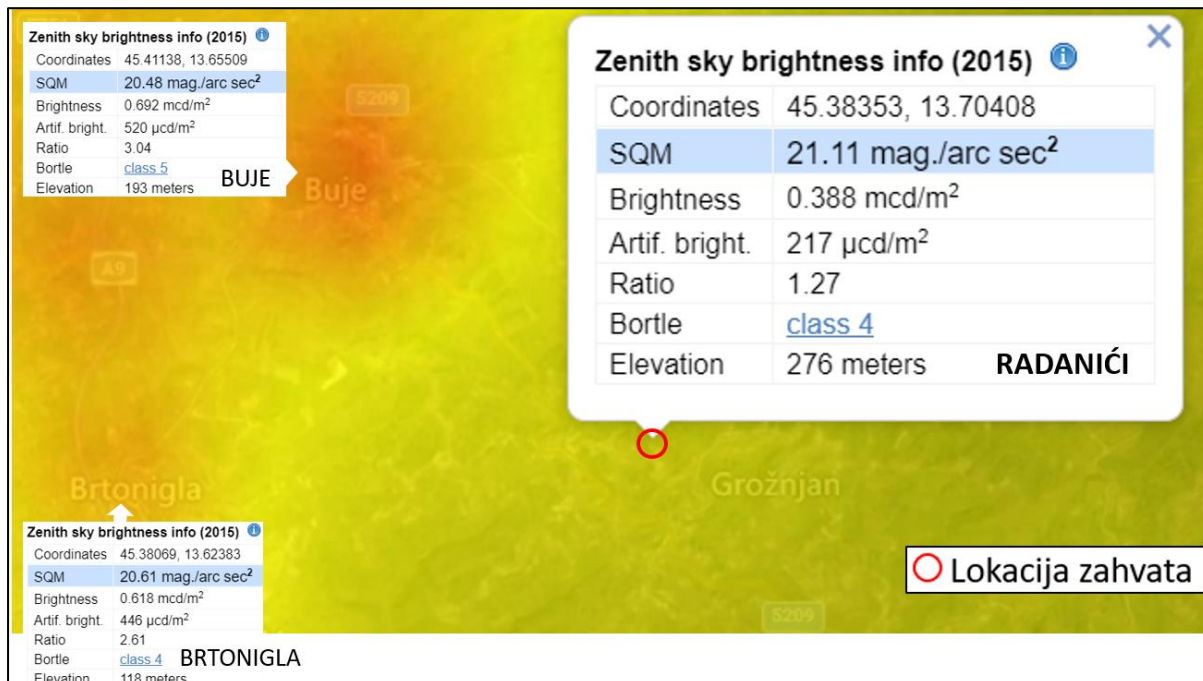 Zenith sky brightness info (2015)
Coordinates 45.41138, 13.65509
SQM 20.48 mag./arc sec²
Brightness 0.692 mcd/m²
Artif. bright. 520 µcd/m²
Ratio 3.04
Bortle class 5
Elevation 193 meters
BUJE
Zenith sky brightness info (2015)
Coordinates 45.38353, 13.70408
SQM 21.11 mag./arc sec²
Brightness 0.388 mcd/m²
Artif. bright. 217 µcd/m²
Ratio 1.27
Bortle class 4
Elevation 276 meters
RADANIĆI
5209
Buje
A9
Brtonigla
Grožnjan
Zenith sky brightness info (2015)
Coordinates 45.38069, 13.62383
SQM 20.61 mag./arc sec²
Brightness 0.618 mcd/m²
Artif. bright. 446 µcd/m²
Ratio 2.61
Bortle class 4
Elevation 118 meters
BRTONIGLA
Lokacija zahvata
5209